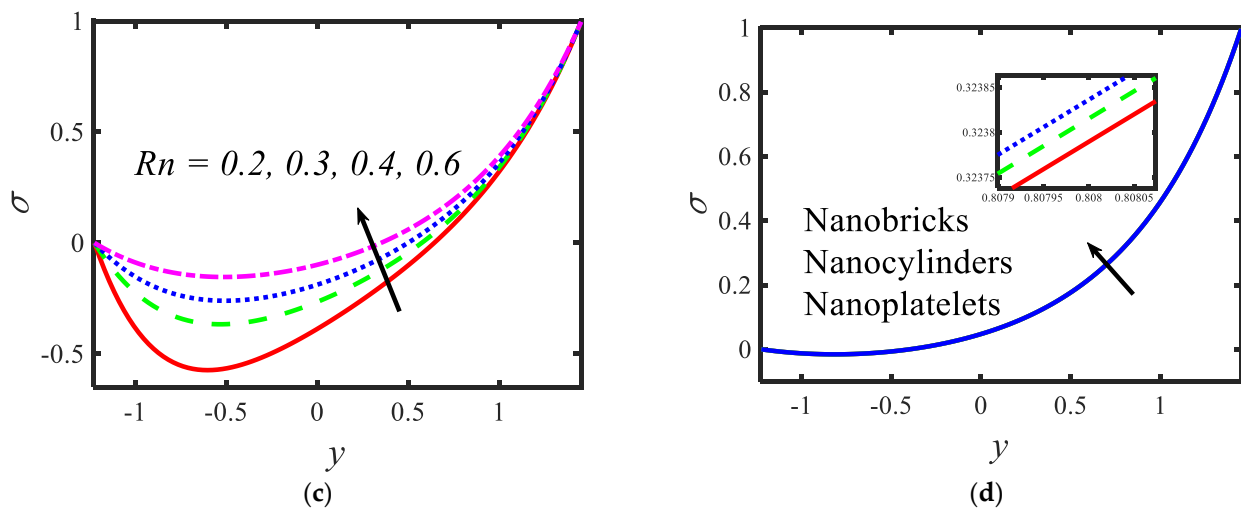 1
0.5
0
-0.5
σ
Rn = 0.2, 0.3, 0.4, 0.6
-1 -0.5 0 0.5 1
y
(c)
1
0.8
0.6
0.4
0.2
0
σ
0.32385
0.3238
0.32375
0.8079 0.80795 0.808 0.80805
Nanobricks
Nanocylinders
Nanoplatelets
-1 -0.5 0 0.5 1
y
(d)